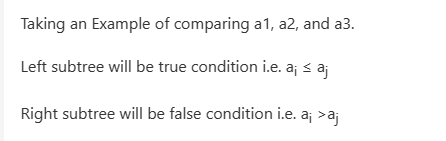 Taking an Example of comparing a1, a2, and a3.
Left subtree will be true condition i.e. aᵢ ≤ aⱼ
Right subtree will be false condition i.e. aᵢ >aⱼ